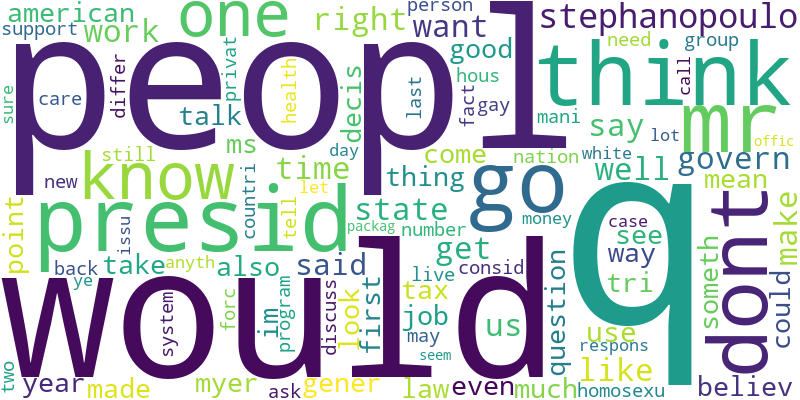 american
one
right
person
want
stephanopoulo
support
work
good
need
group
peopl
think
differ
privat
health
decis
hous
last
fact
gay
call
mr
sure
care
talk
mani
say
lot
offic
still
ms
day
come
nation
white
well
govern
know
time
thing
mean
new
let
go
q
dont
presid
countri
tell
state
packag
number
money
case
see
make
point
issu
way
back
take
anyth
also
said
get
live
consid
tri
someth
could
ye
would
system
forc
program
im
discuss
look
first
tax
job
us
question
use
may
respons
like
seem
two
year
made
myer
ask
gener
law
even
much
homosexu
believ